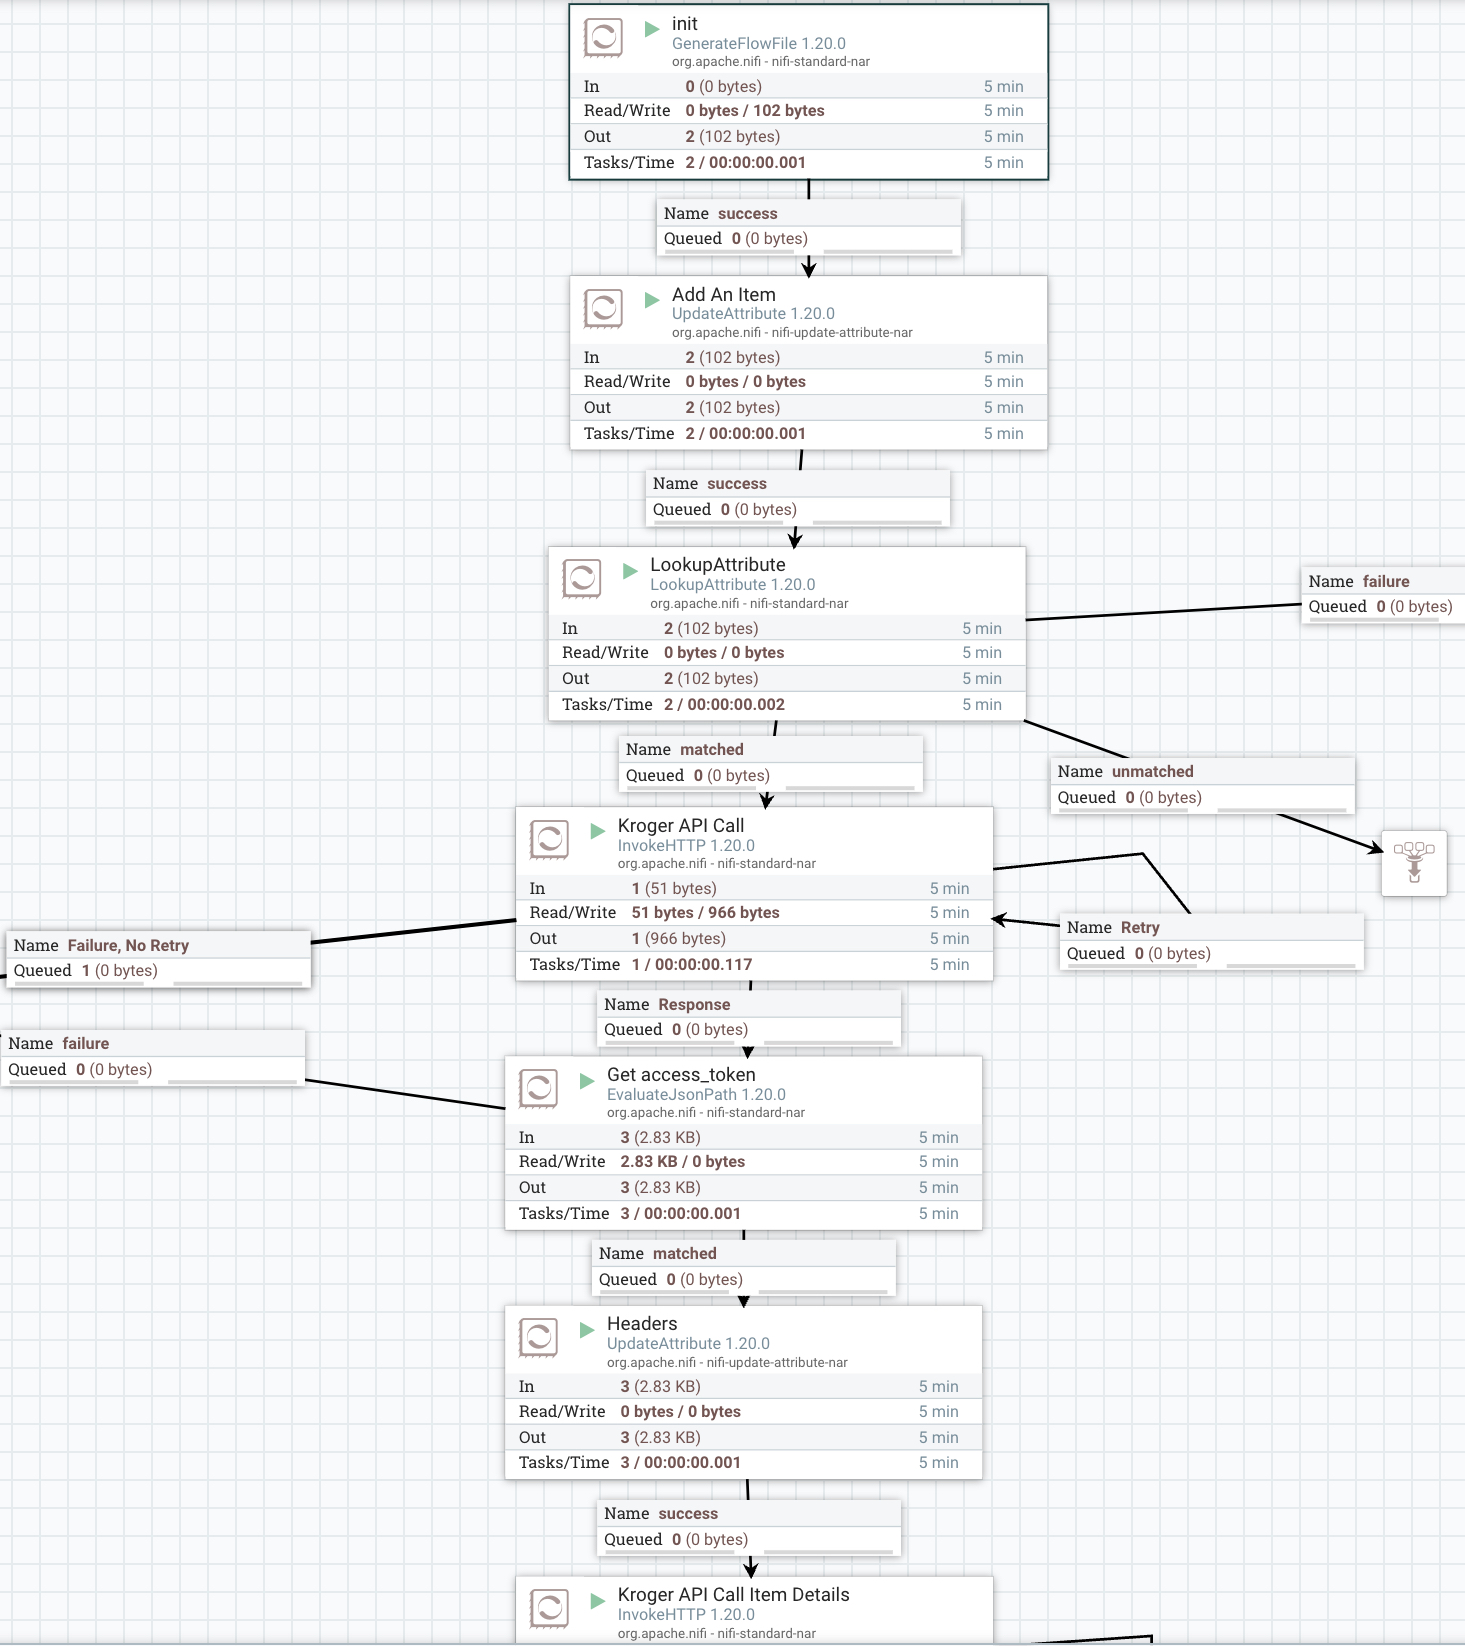 init
GenerateFlowFile 1.20.0
org.apache.nifi - nifi-standard-nar
In 0 (0 bytes) 5 min
Read/Write 0 bytes / 102 bytes 5 min
Out 2 (102 bytes) 5 min
Tasks/Time 2 / 00:00:00.001 5 min
Name success
Queued 0 (0 bytes)
Add An Item
UpdateAttribute 1.20.0
org.apache.nifi - nifi-update-attribute-nar
In 2 (102 bytes) 5 min
Read/Write 0 bytes / 0 bytes 5 min
Out 2 (102 bytes) 5 min
Tasks/Time 2 / 00:00:00.001 5 min
Name success
Queued 0 (0 bytes)
LookupAttribute
LookupAttribute 1.20.0
org.apache.nifi - nifi-standard-nar
In 2 (102 bytes) 5 min
Read/Write 0 bytes / 0 bytes 5 min
Out 2 (102 bytes) 5 min
Tasks/Time 2 / 00:00:00.002 5 min
Name failure
Queued 0 (0 bytes)
Name matched
Queued 0 (0 bytes)
Name unmatched
Queued 0 (0 bytes)
Kroger API Call
InvokeHTTP 1.20.0
org.apache.nifi - nifi-standard-nar
In 1 (51 bytes) 5 min
Read/Write 51 bytes / 966 bytes 5 min
Out 1 (966 bytes) 5 min
Tasks/Time 1 / 00:00:00.117 5 min
Name Retry
Queued 0 (0 bytes)
Name Failure, No Retry
Queued 1 (0 bytes)
Name Response
Queued 0 (0 bytes)
Name failure
Queued 0 (0 bytes)
Get access_token
EvaluateJsonPath 1.20.0
org.apache.nifi - nifi-standard-nar
In 3 (2.83 KB) 5 min
Read/Write 2.83 KB / 0 bytes 5 min
Out 3 (2.83 KB) 5 min
Tasks/Time 3 / 00:00:00.001 5 min
Name matched
Queued 0 (0 bytes)
Headers
UpdateAttribute 1.20.0
org.apache.nifi - nifi-update-attribute-nar
In 3 (2.83 KB) 5 min
Read/Write 0 bytes / 0 bytes 5 min
Out 3 (2.83 KB) 5 min
Tasks/Time 3 / 00:00:00.001 5 min
Name success
Queued 0 (0 bytes)
Kroger API Call Item Details
InvokeHTTP 1.20.0
org.apache.nifi - nifi-standard-nar